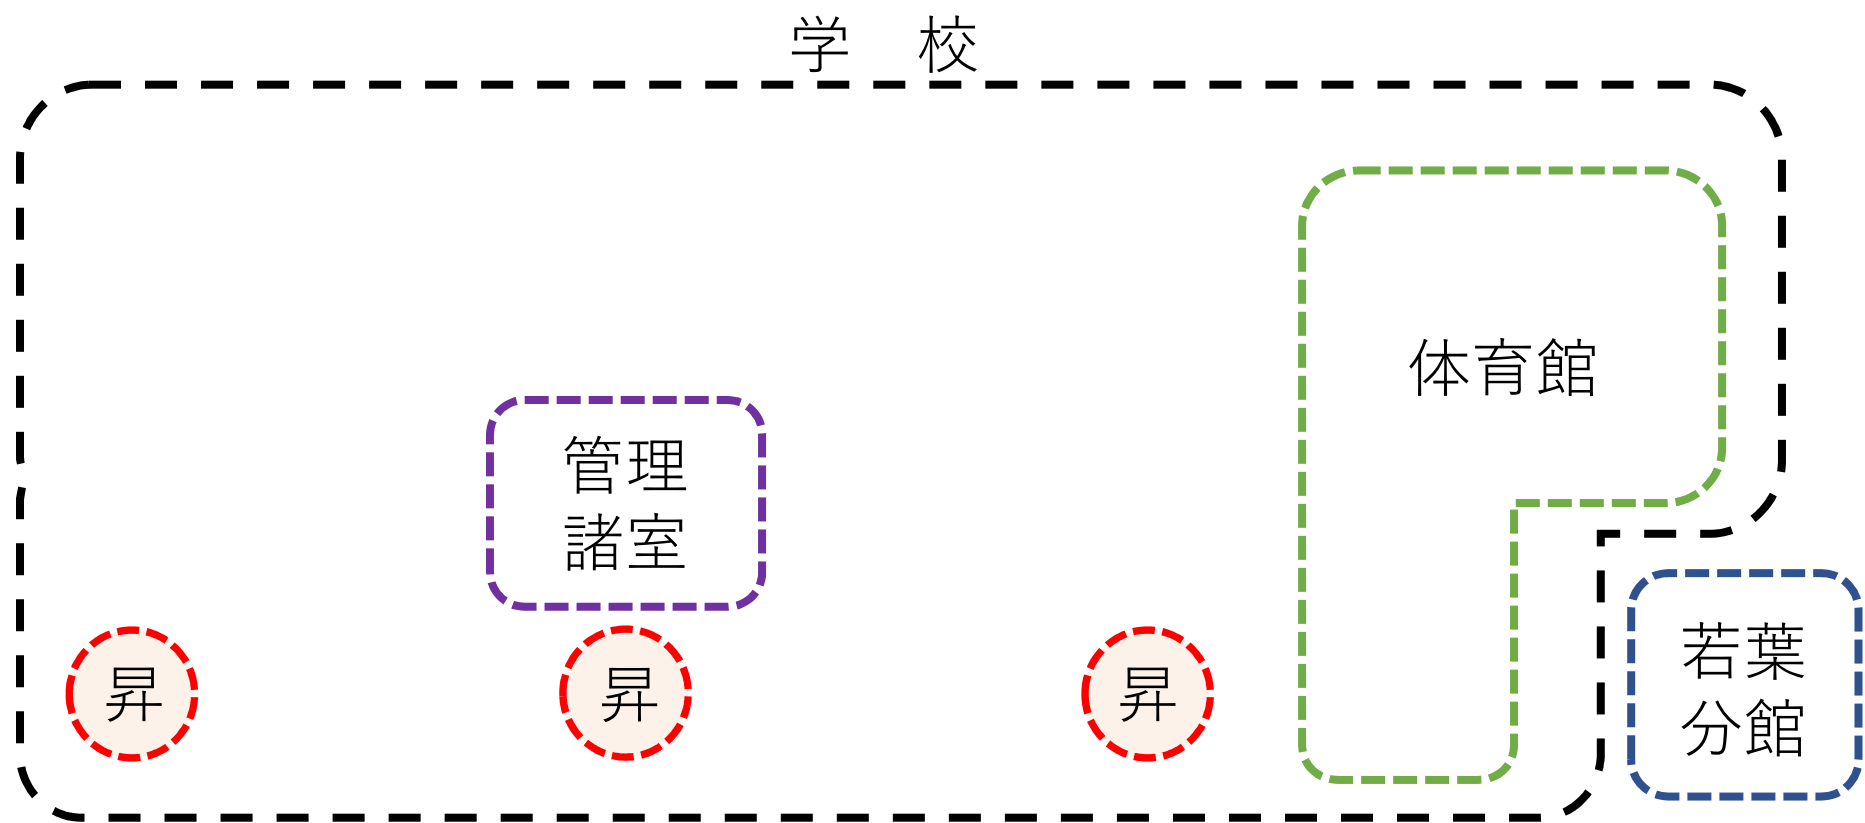 学　校
体育館
管理
諸室
昇
昇
昇
若葉
分館